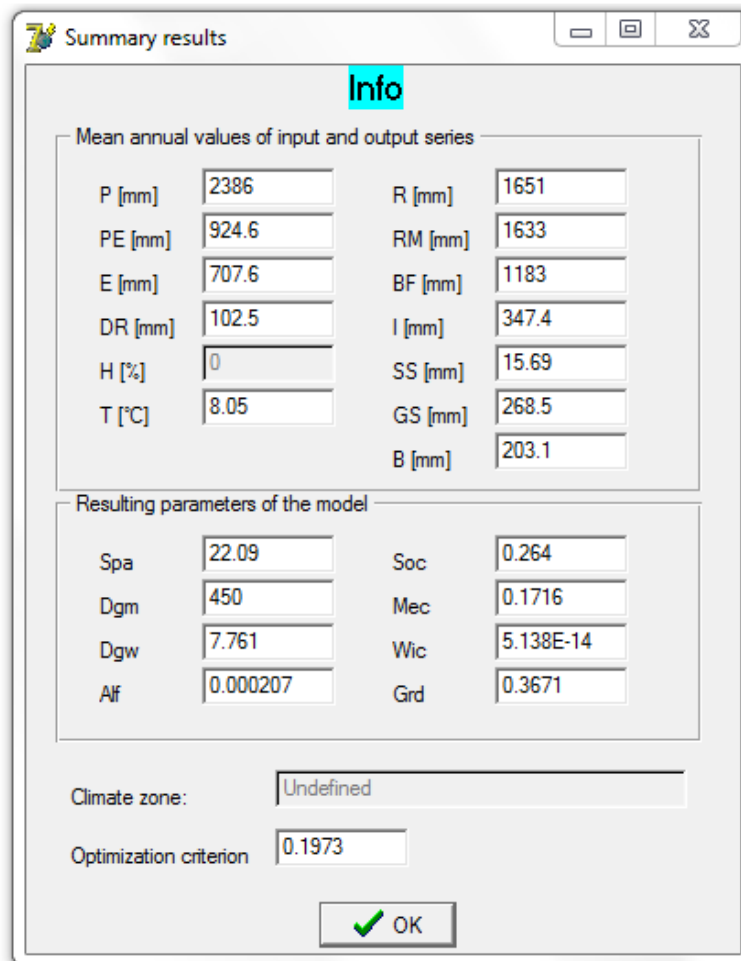 Summary results
Info
Mean annual values of input and output series
P [mm] 2386 R [mm] 1651
PE [mm] 924.6 RM [mm] 1633
E [mm] 707.6 BF [mm] 1183
DR [mm] 102.5 I [mm] 347.4
H [%] 0 SS [mm] 15.69
T [°C] 8.05 GS [mm] 268.5
B [mm] 203.1
Resulting parameters of the model
Spa 22.09 Soc 0.264
Dgm 450 Mec 0.1716
Dgw 7.761 Wic 5.138E-14
Alf 0.000207 Grd 0.3671
Climate zone: Undefined
Optimization criterion 0.1973
OK